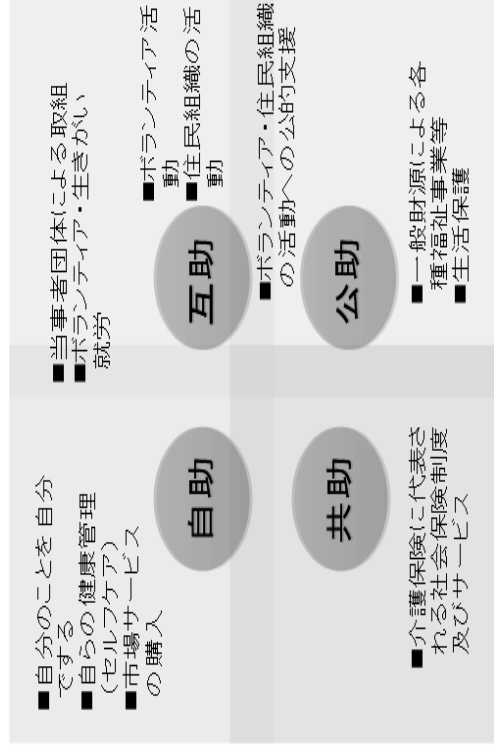 ■自分のことを自分
でする
■自らの健康管理
(セルフケア)
■市場サービス
の購入
自助
■当事者団体による取組
■ボランティア・生きがい
就労
互助
■ボランティア活
動
■住民組織の活
動
■ボランティア・住民組織
の活動への公的支援
共助
■介護保険に代表さ
れる社会保険制度
及びサービス
公助
■一般財源による各
種福祉事業等
■生活保護